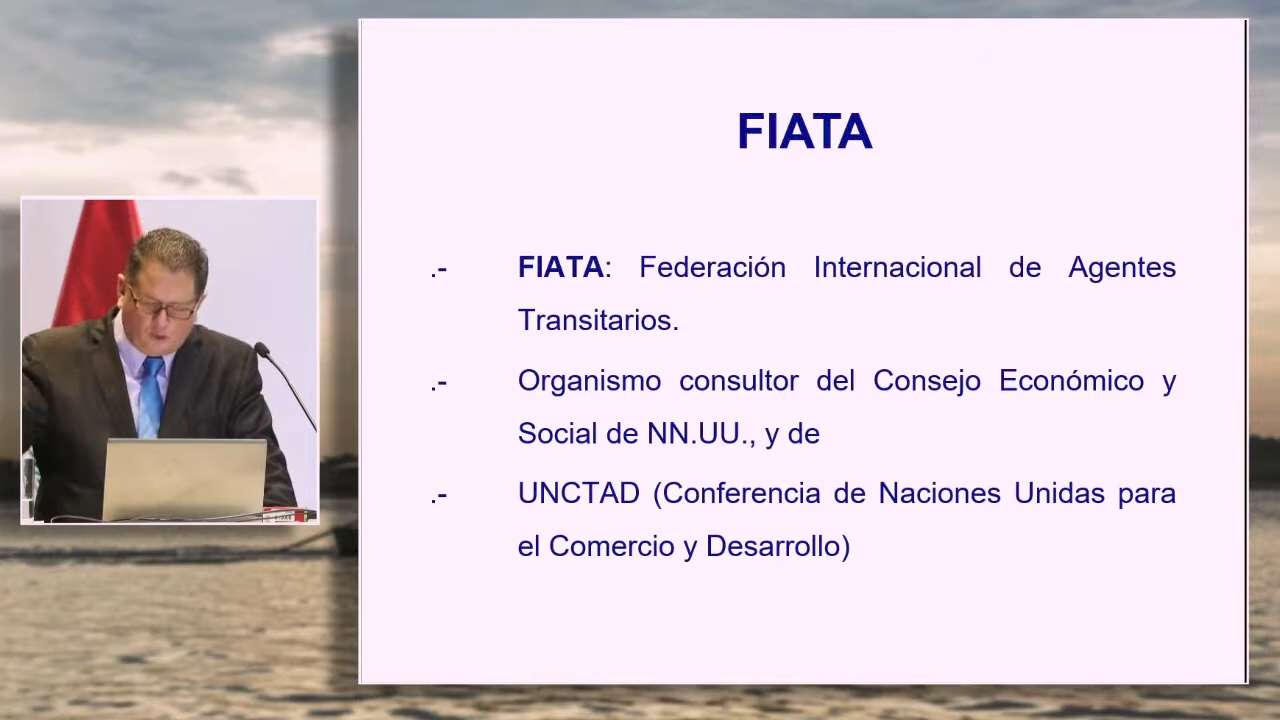 FIATA
.- FIATA: Federación Internacional de Agentes
Transitarios.
.- Organismo consultor del Consejo Económico y
Social de NN.UU., y de
.- UNCTAD (Conferencia de Naciones Unidas para
el Comercio y Desarrollo)